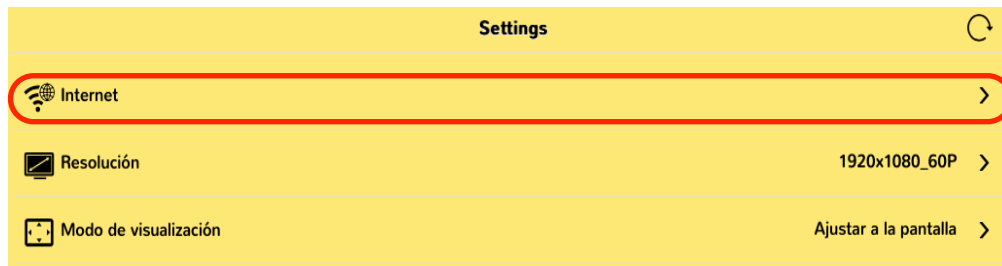 Settings
Internet
Resolución 1920x1080_60P
Modo de visualización Ajustar a la pantalla